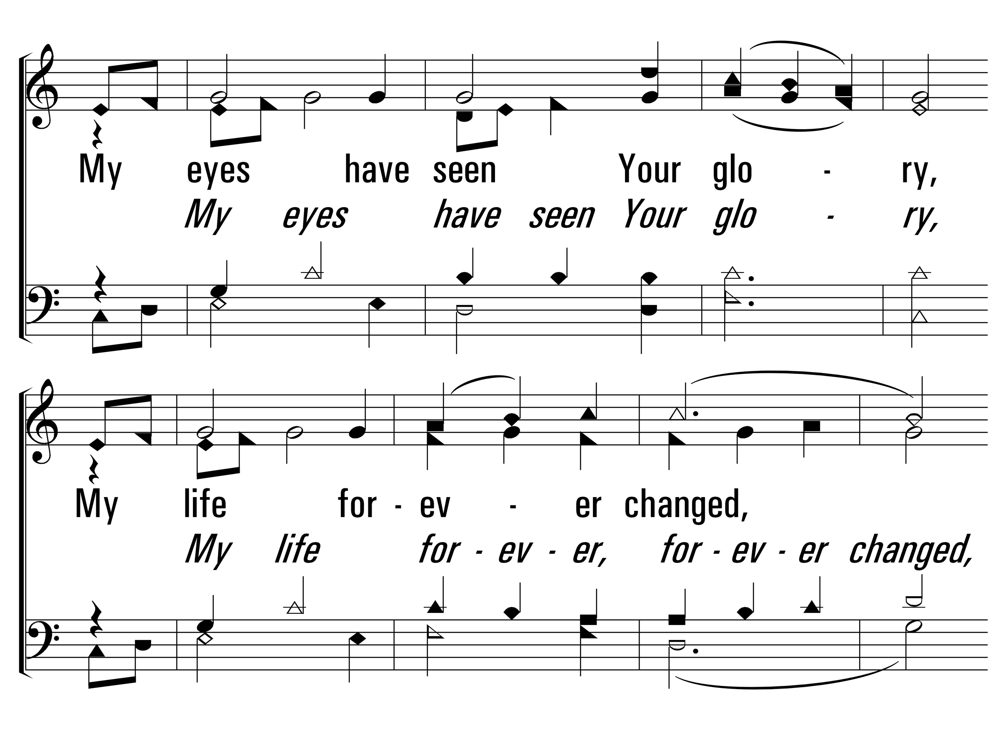 My eyes have seen Your glo - ry,
My eyes have seen Your glo - ry,
My life for - ev - er changed,
My life for - ev - er, for - ev - er changed,